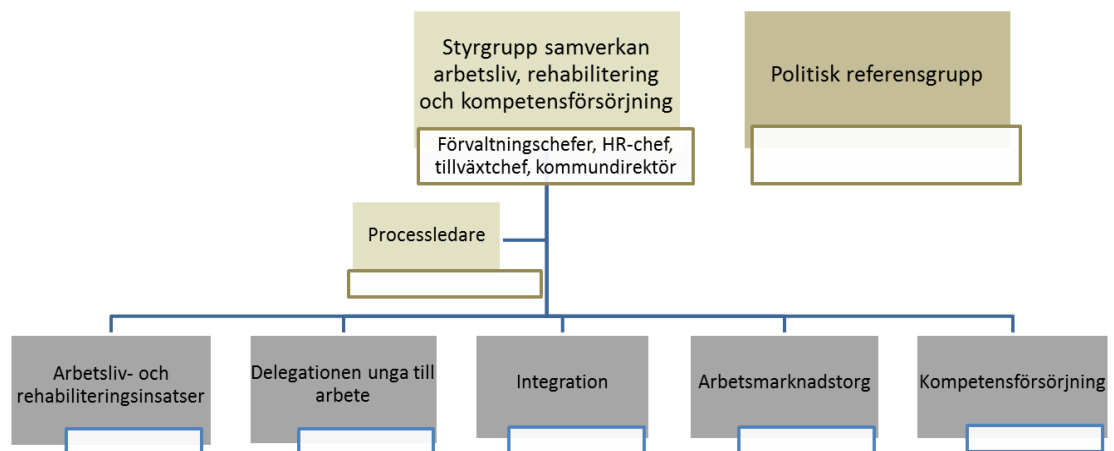 Styrgrupp samverkan
arbetsliv, rehabilitering
och kompetensförsörjning
Politisk referensgrupp
Förvaltningschefer, HR-chef,
tillväxtchef, kommundirektör
Processledare
Arbetsliv- och
rehabiliteringsinsatser
Delegationen unga till
arbete
Integration
Arbetsmarknadstorg
Kompetensförsörjning